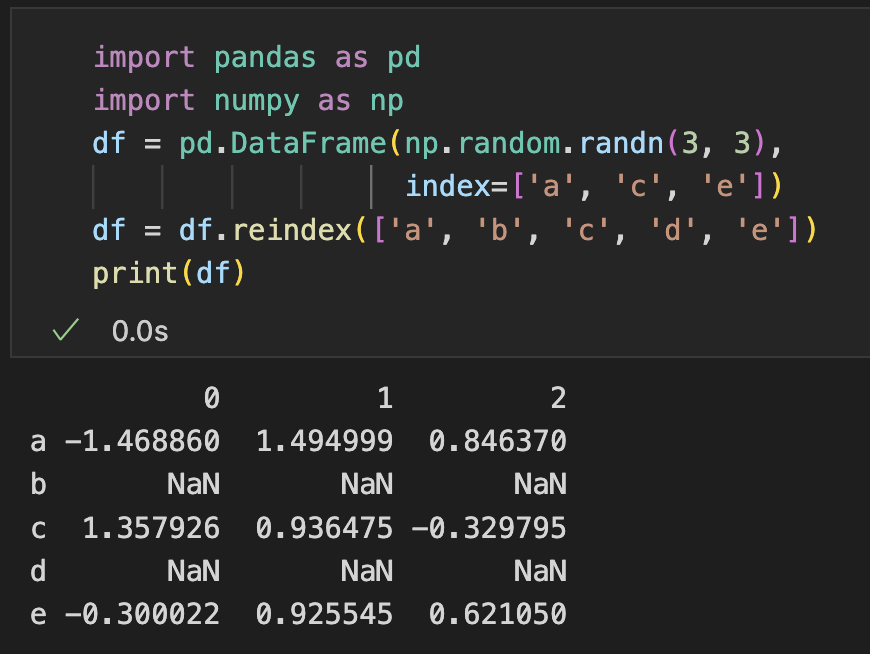 import pandas as pd
import numpy as np
df = pd.DataFrame(np.random.randn(3, 3),
                  index=['a', 'c', 'e'])
df = df.reindex(['a', 'b', 'c', 'd', 'e'])
print(df)
✓ 0.0s
          0         1         2
a -1.468860  1.494999  0.846370
b       NaN       NaN       NaN
c  1.357926  0.936475 -0.329795
d       NaN       NaN       NaN
e -0.300022  0.925545  0.621050